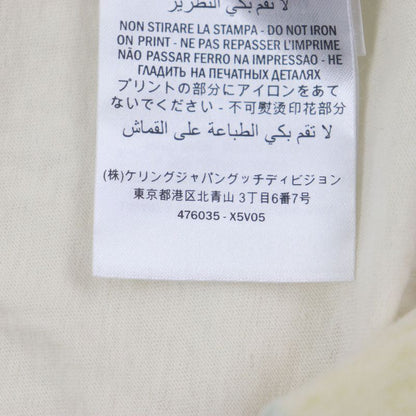 لا تقم بكي التطريز
NON STIRARE LA STAMPA - DO NOT IRON
ON PRINT - NE PAS REPASSER L'IMPRIME
NÃO PASSAR FERRO NA IMPRESSAO - НЕ
ГЛАДИТЬ НА ПЕЧАТНЫХ ДЕТАЛЯХ
プリントの部分にアイロンをあて
ないでください - 不可熨烫印花部分
لا تقم بكي الطباعة على القماش
(株)ケリングジャパングッチディビジョン
東京都港区北青山 3丁目6番7号
476035 - X5V05